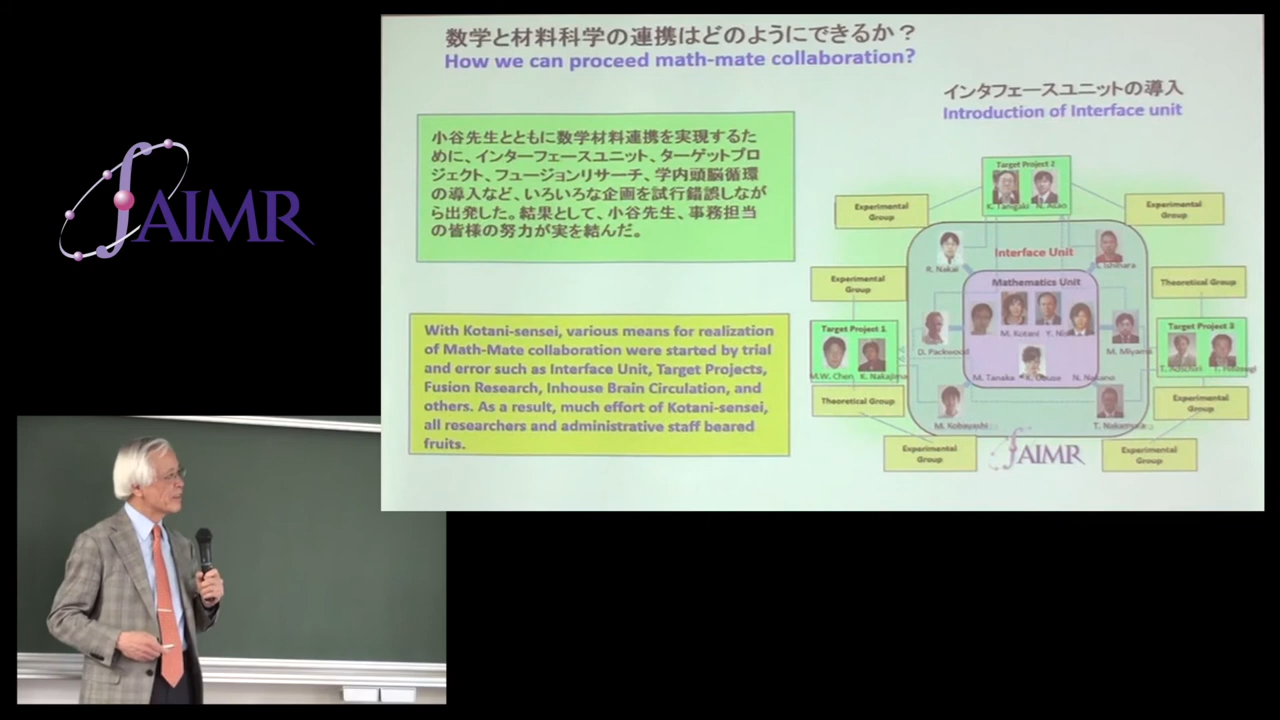 AIMR
数学と材料科学の連携はどのようにできるか？
How we can proceed math-mate collaboration?
小谷先生とともに数学材料連携を実現するた
めに、インターフェースユニット、ターゲットプロ
ジェクト、フュージョンリサーチ、学内頭脳循環
の導入など、いろいろな企画を試行錯誤しなが
ら出発した。結果として、小谷先生、事務担当
の皆様の努力が実を結んだ。
With Kotani-sensei, various means for realization
of Math-Mate collaboration were started by trial
and error such as Interface Unit, Target Projects,
Fusion Research, Inhouse Brain Circulation, and
others. As a result, much effort of Kotani-sensei,
all researchers and administrative staff beared
fruits.
インタフェースユニットの導入
Introduction of Interface unit
Target Project 2
K. Tanigaki
Experimental
Group
Experimental
Group
Interface Unit
R. Nakai
Ishihara
Experimental
Group
Mathematics Unit
Theoretical Group
M. Kotani
Target Project 1
M.W. Chen K. Nakajima
D. Packwood
M. Miyama
Target Project 3
T. Adschiri
M. Tanaka
N. Nakana
Theoretical Group
M. Kobayashi
T. Nakamura
Experimental
Group
Experimental
Group
AIMR
Experimental
Group